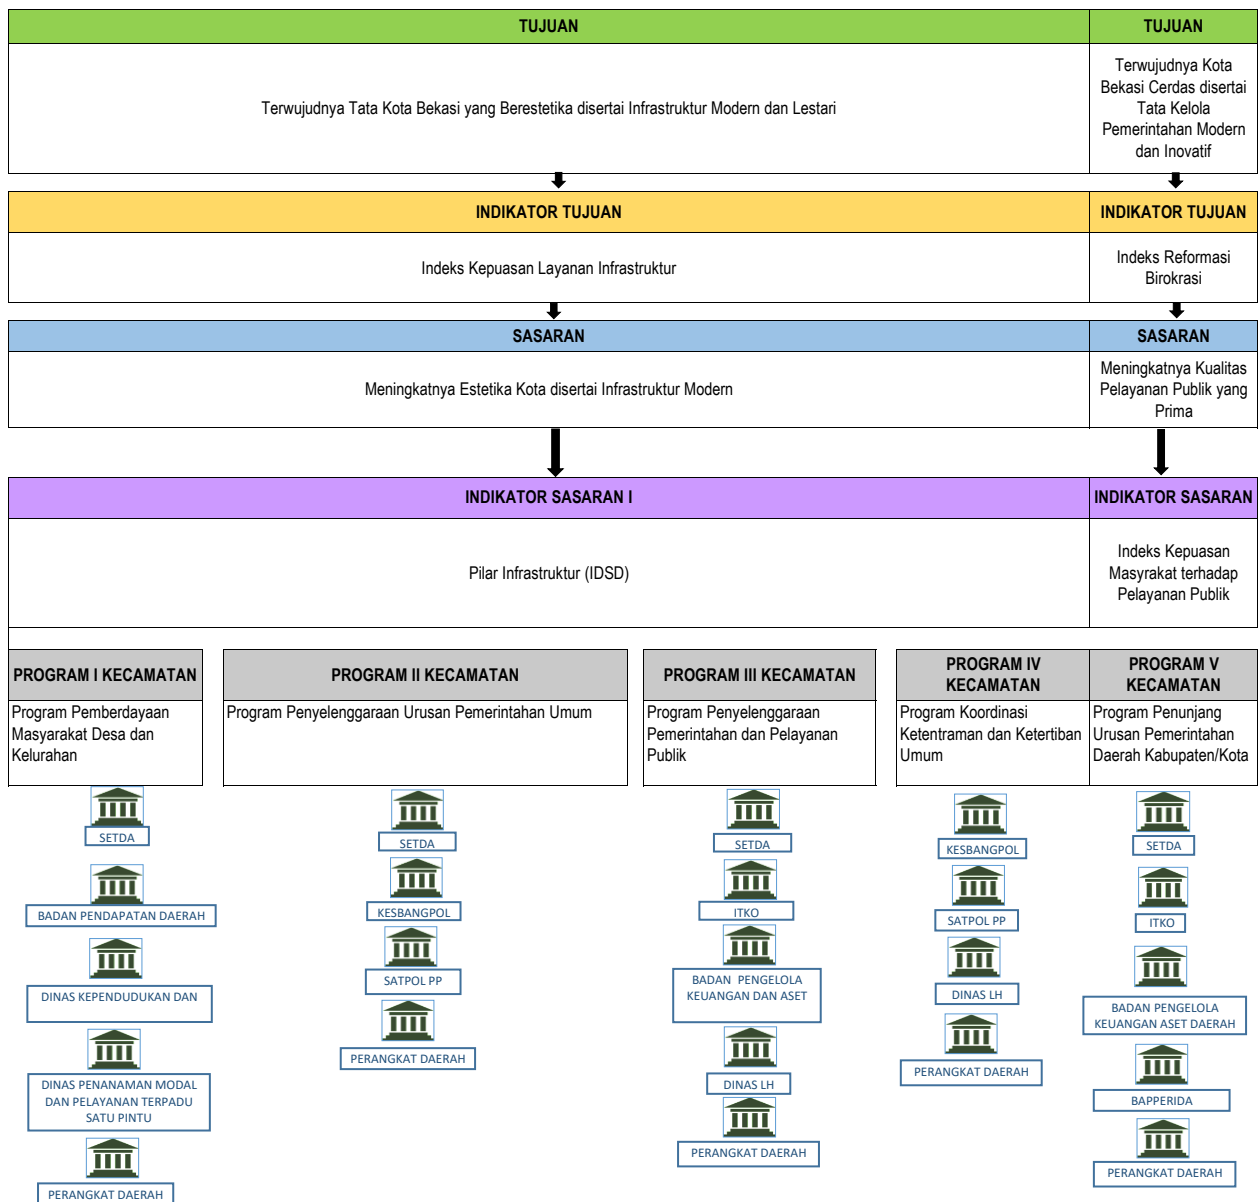 TUJUAN
TUJUAN
Terwujudnya Tata Kota Bekasi yang Berestetika disertai Infrastruktur Modern dan Lestari
Terwujudnya Kota
Bekasi Cerdas disertai
Tata Kelola
Pemerintahan Modern
dan Inovatif
INDIKATOR TUJUAN
INDIKATOR TUJUAN
Indeks Kepuasan Layanan Infrastruktur
Indeks Reformasi
Birokrasi
SASARAN
SASARAN
Meningkatnya Estetika Kota disertai Infrastruktur Modern
Meningkatnya Kualitas
Pelayanan Publik yang
Prima
INDIKATOR SASARAN I
INDIKATOR SASARAN
Pilar Infrastruktur (IDSD)
Indeks Kepuasan
Masyrakat terhadap
Pelayanan Publik
PROGRAM I KECAMATAN
Program Pemberdayaan
Masyarakat Desa dan
Kelurahan
SETDA
BADAN PENDAPATAN DAERAH
DINAS KEPENDUDUKAN DAN
DINAS PENANAMAN MODAL
DAN PELAYANAN TERPADU
SATU PINTU
PERANGKAT DAERAH
PROGRAM II KECAMATAN
Program Penyelenggaraan Urusan Pemerintahan Umum
SETDA
KESBANGPOL
SATPOL PP
PERANGKAT DAERAH
PROGRAM III KECAMATAN
Program Penyelenggaraan
Pemerintahan dan Pelayanan
Publik
SETDA
ITKO
BADAN PENGELOLA
KEUANGAN DAN ASET
DINAS LH
PERANGKAT DAERAH
PROGRAM IV
KECAMATAN
Program Koordinasi
Ketentraman dan Ketertiban
Umum
KESBANGPOL
SATPOL PP
DINAS LH
PERANGKAT DAERAH
PROGRAM V
KECAMATAN
Program Penunjang
Urusan Pemerintahan
Daerah Kabupaten/Kota
SETDA
ITKO
BADAN PENGELOLA
KEUANGAN ASET DAERAH
BAPPERIDA
PERANGKAT DAERAH